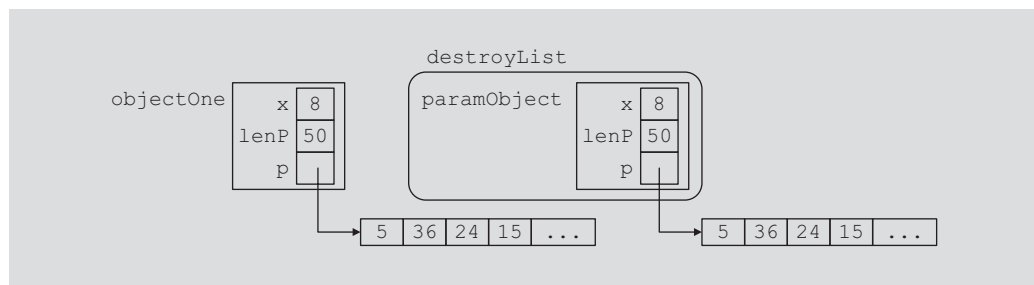 destroyList
objectOne
x 8
lenP 50
p
paramObject
x 8
lenP 50
p
5 36 24 15 ...
5 36 24 15 ...